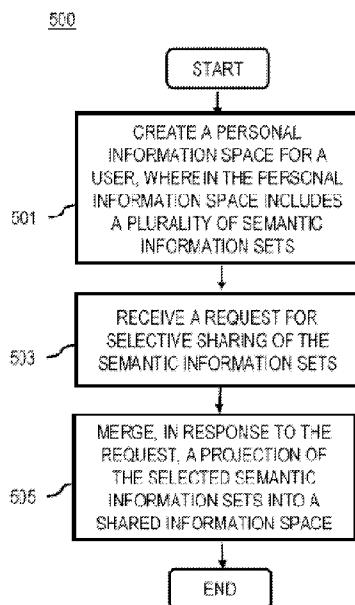 500
START
CREATE A PERSONAL
INFORMATION SPACE FOR A
USER, WHEREIN THE PERSONAL
INFORMATION SPACE INCLUDES
A PLURALITY OF SEMANTIC
INFORMATION SETS
501
RECEIVE A REQUEST FOR
SELECTIVE SHARING OF THE
SEMANTIC INFORMATION SETS
503
MERGE, IN RESPONSE TO THE
REQUEST, A PROJECTION OF
THE SELECTED SEMANTIC
INFORMATION SETS INTO A
SHARED INFORMATION SPACE
505
END